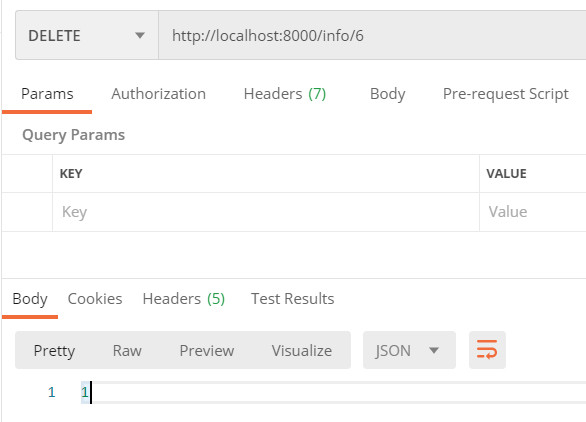 DELETE http://localhost:8000/info/6
Params Authorization Headers (7) Body Pre-request Script
Query Params
KEY VALUE
Key Value
Body Cookies Headers (5) Test Results
Pretty Raw Preview Visualize JSON
1 1